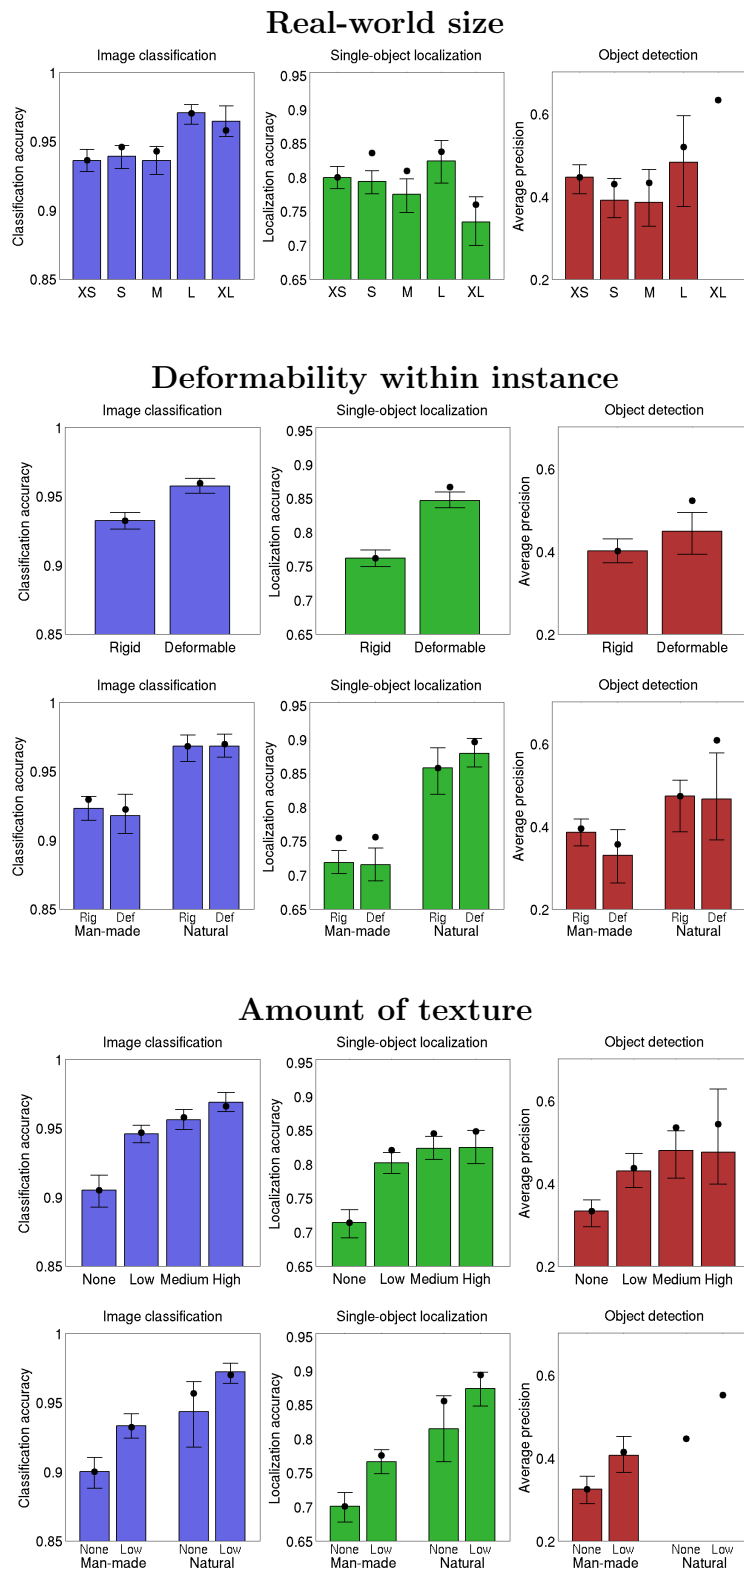 Real-world size
Image classification
Single-object localization
Object detection
Classification accuracy
1
0.95
0.9
0.85
XS S M L XL
Localization accuracy
0.95
0.9
0.85
0.8
0.75
0.7
0.65
XS S M L XL
Average precision
0.6
0.4
0.2
XS S M L XL
Deformability within instance
Image classification
Single-object localization
Object detection
Classification accuracy
1
0.95
0.9
0.85
Rigid Deformable
Localization accuracy
0.95
0.9
0.85
0.8
0.75
0.7
0.65
Rigid Deformable
Average precision
0.6
0.4
0.2
Rigid Deformable
Image classification
Single-object localization
Object detection
Classification accuracy
1
0.95
0.9
0.85
Rig Def Rig Def
Man-made Natural
Localization accuracy
0.95
0.9
0.85
0.8
0.75
0.7
0.65
Rig Def Rig Def
Man-made Natural
Average precision
0.6
0.4
0.2
Rig Def Rig Def
Man-made Natural
Amount of texture
Image classification
Single-object localization
Object detection
Classification accuracy
1
0.95
0.9
0.85
None Low Medium High
Localization accuracy
0.95
0.9
0.85
0.8
0.75
0.7
0.65
None Low Medium High
Average precision
0.6
0.4
0.2
None Low Medium High
Image classification
Single-object localization
Object detection
Classification accuracy
1
0.95
0.9
0.85
None Low None Low
Man-made Natural
Localization accuracy
0.95
0.9
0.85
0.8
0.75
0.7
0.65
None Low None Low
Man-made Natural
Average precision
0.6
0.4
0.2
None Low None Low
Man-made Natural